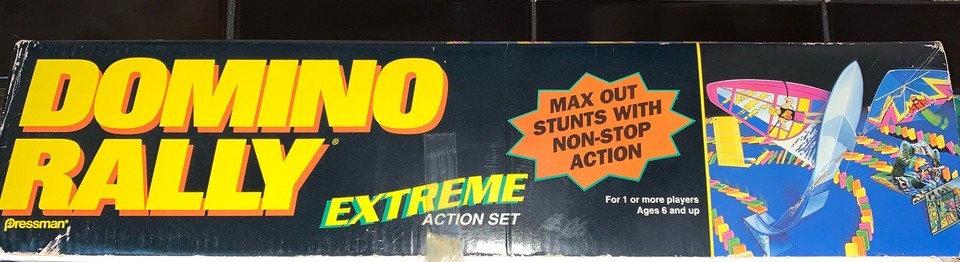 DOMINO
RALLY®
EXTREME
ACTION SET
Pressman®
MAX OUT
STUNTS WITH
NON-STOP
ACTION
For 1 or more players
Ages 6 and up